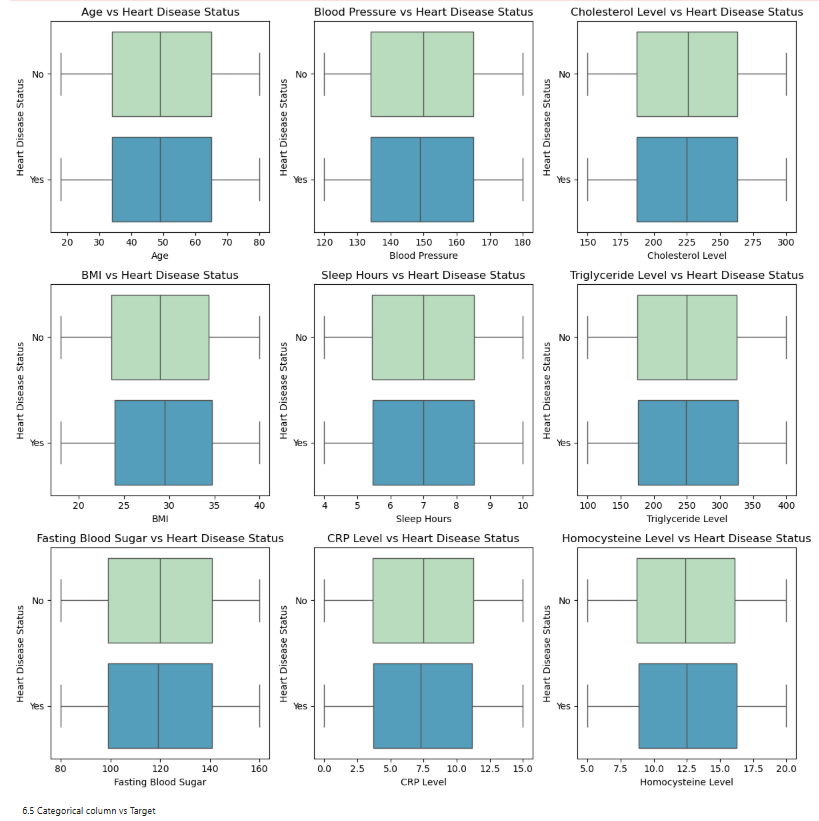 Age vs Heart Disease Status
Blood Pressure vs Heart Disease Status
Cholesterol Level vs Heart Disease Status
Heart Disease Status
No
Yes
20 30 40 50 60 70 80
Age
Heart Disease Status
No
Yes
120 130 140 150 160 170 180
Blood Pressure
Heart Disease Status
No
Yes
150 175 200 225 250 275 300
Cholesterol Level
BMI vs Heart Disease Status
Sleep Hours vs Heart Disease Status
Triglyceride Level vs Heart Disease Status
Heart Disease Status
No
Yes
20 25 30 35 40
BMI
Heart Disease Status
No
Yes
4 5 6 7 8 9 10
Sleep Hours
Heart Disease Status
No
Yes
100 150 200 250 300 350 400
Triglyceride Level
Fasting Blood Sugar vs Heart Disease Status
CRP Level vs Heart Disease Status
Homocysteine Level vs Heart Disease Status
Heart Disease Status
No
Yes
80 100 120 140 160
Fasting Blood Sugar
Heart Disease Status
No
Yes
0.0 2.5 5.0 7.5 10.0 12.5 15.0
CRP Level
Heart Disease Status
No
Yes
5.0 7.5 10.0 12.5 15.0 17.5 20.0
Homocysteine Level
6.5 Categorical column vs Target